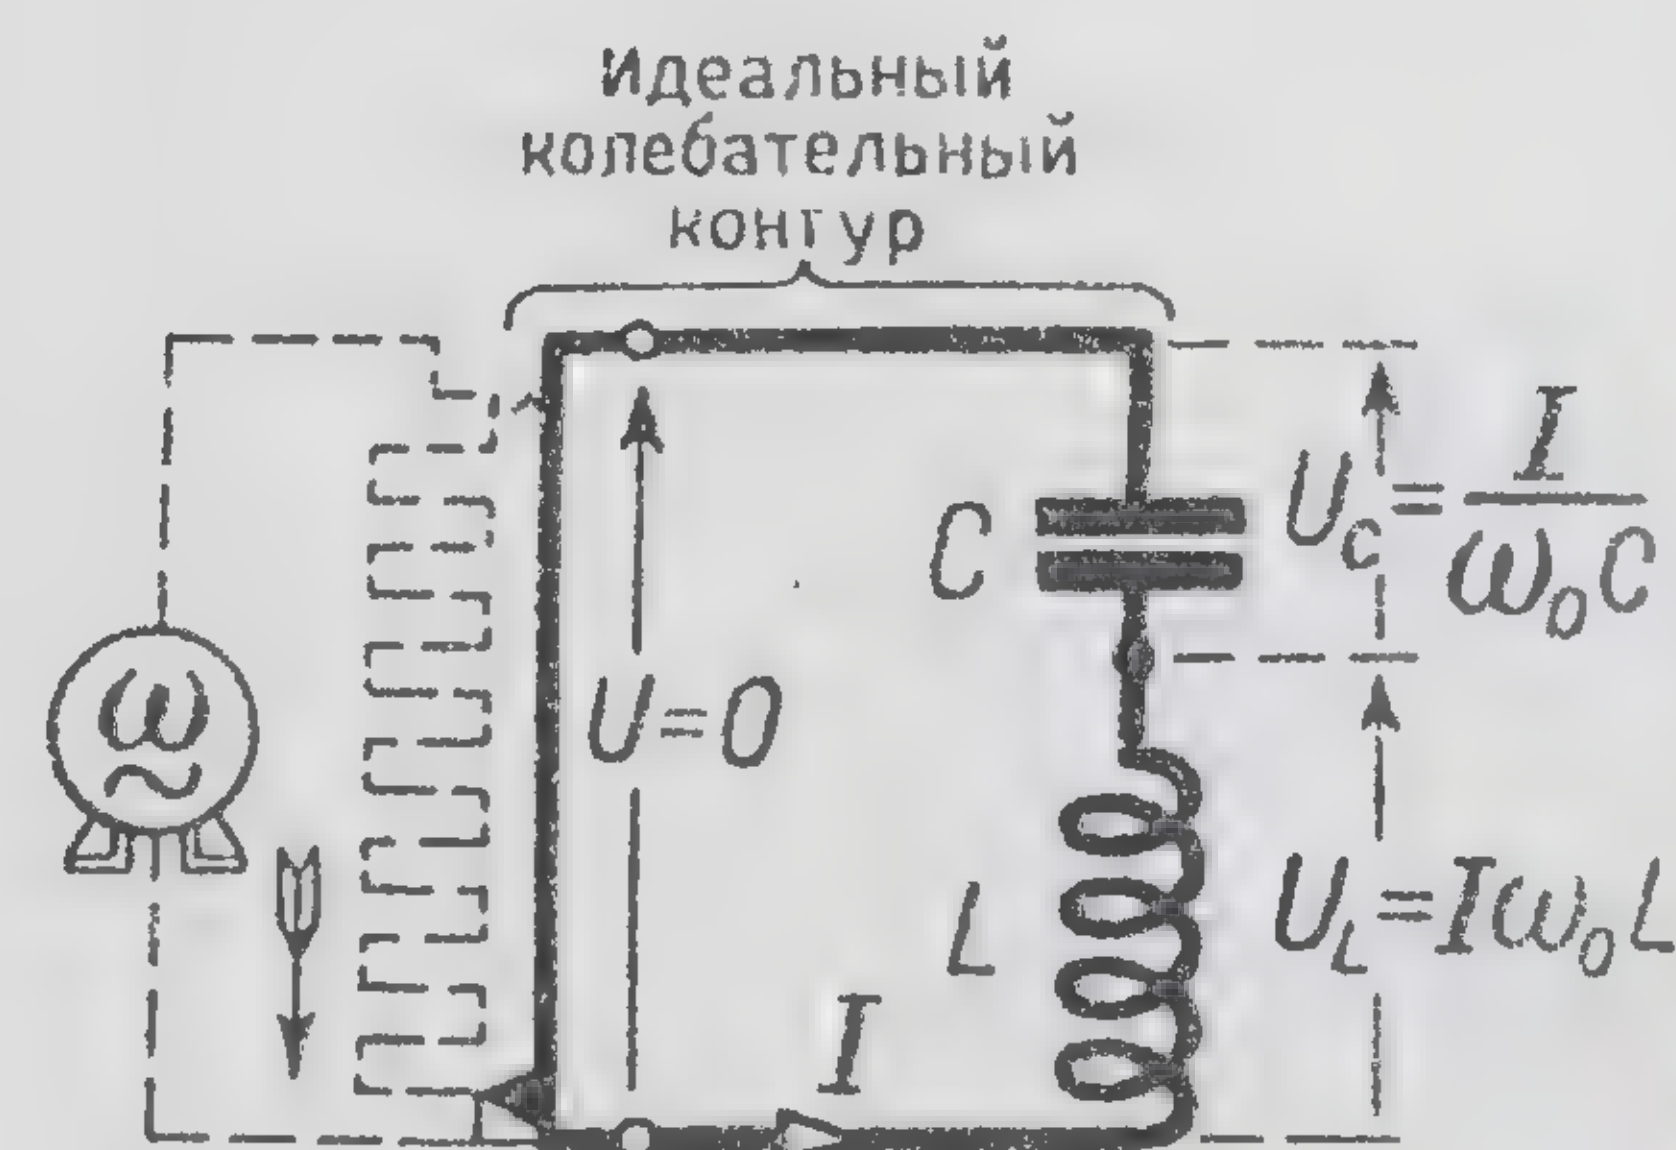 Идеальный
колебательный
контур
C
U_C = I / ω₀C
ω
~
U=0
L
U_L = Iω₀L
I